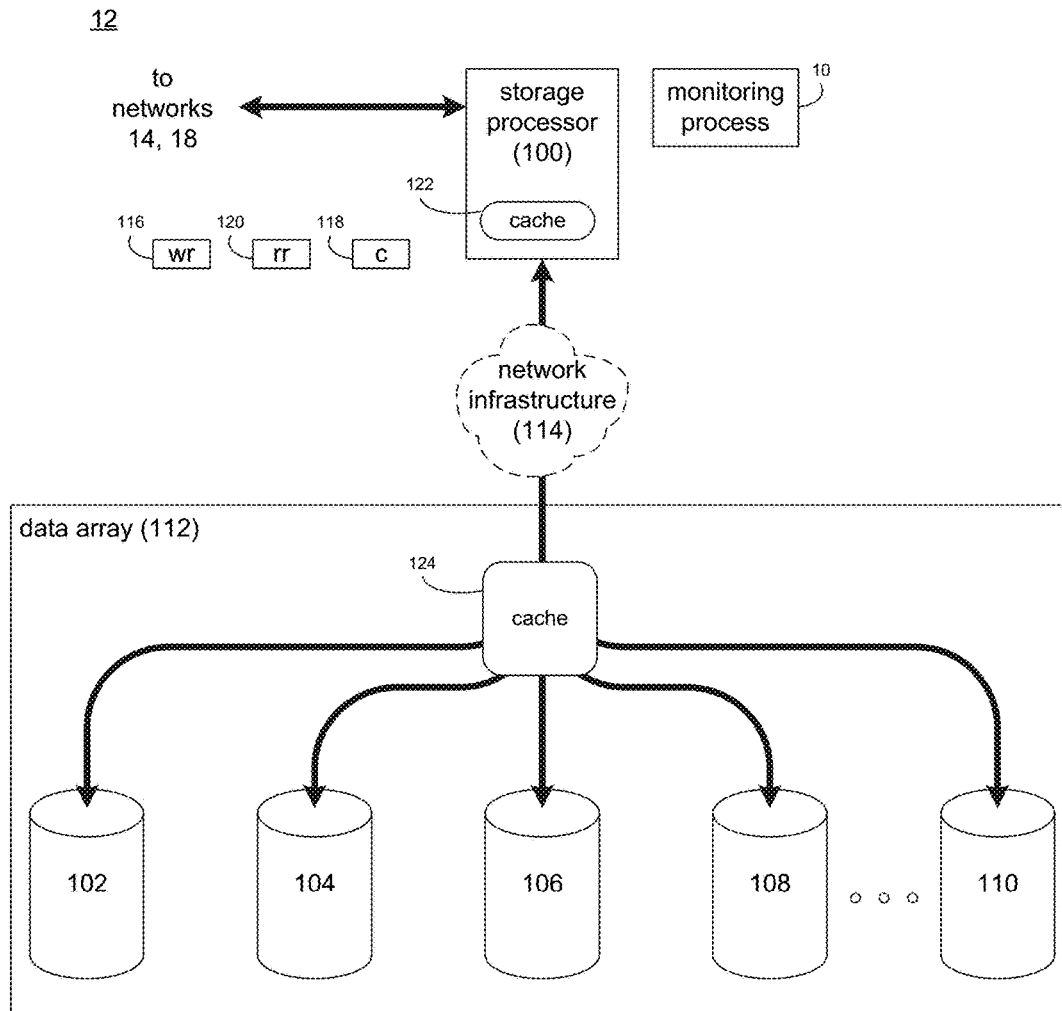 12
to
networks
14, 18
storage
processor
(100)
10
monitoring
process
122
cache
116
wr
120
rr
118
c
network
infrastructure
(114)
data array (112)
124
cache
102
104
106
108
110